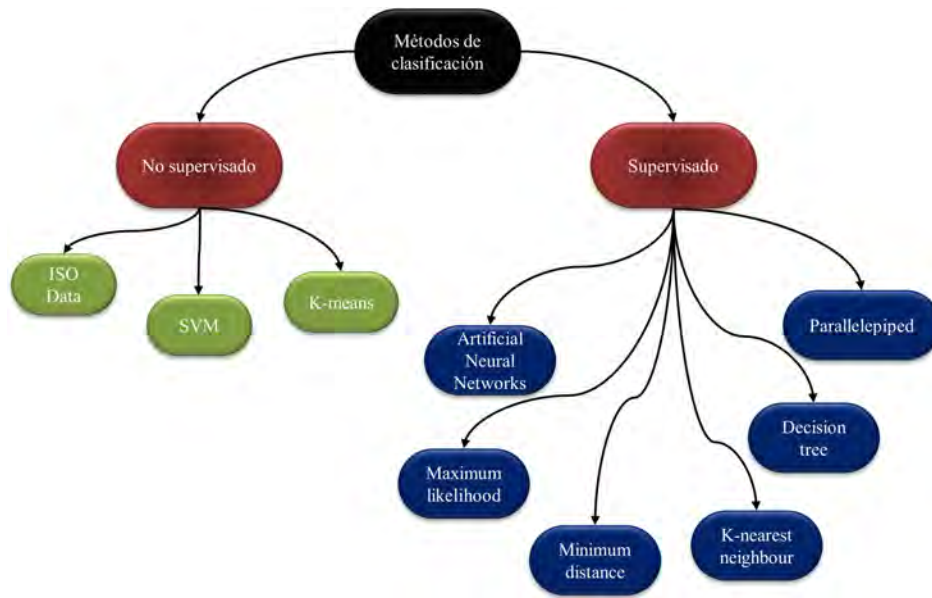 Métodos de
clasificación
No supervisado
Supervisado
ISO
Data
SVM
K-means
Artificial
Neural
Networks
Parallelepiped
Maximum
likelihood
Decision
tree
Minimum
distance
K-nearest
neighbour